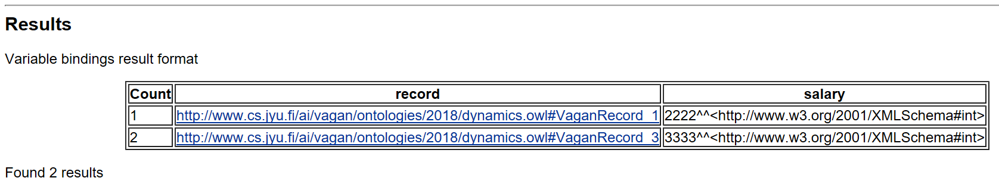 Results
Variable bindings result format
Count record salary
1 http://www.cs.jyu.fi/ai/vagan/ontologies/2018/dynamics.owl#VaganRecord_1 2222^^<http://www.w3.org/2001/XMLSchema#int>
2 http://www.cs.jyu.fi/ai/vagan/ontologies/2018/dynamics.owl#VaganRecord_3 3333^^<http://www.w3.org/2001/XMLSchema#int>
Found 2 results